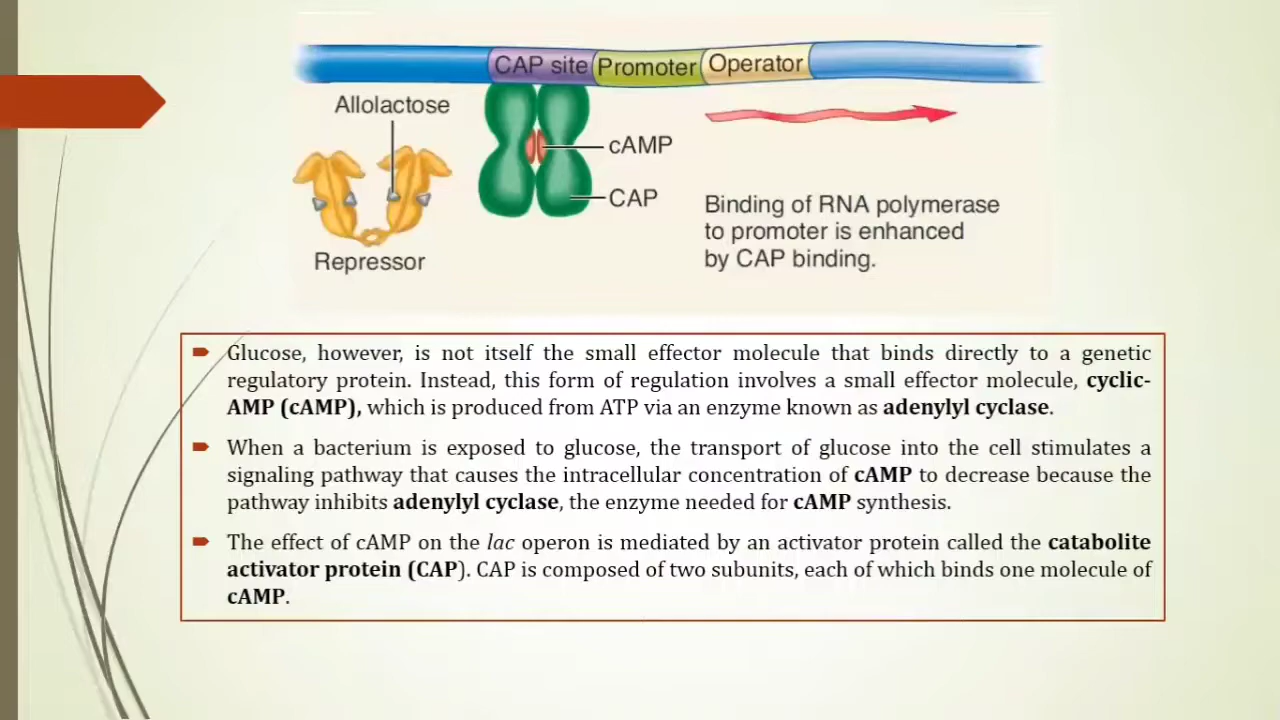 CAP site Promoter Operator
Allolactose
cAMP
CAP
Repressor
Binding of RNA polymerase
to promoter is enhanced
by CAP binding.
Glucose, however, is not itself the small effector molecule that binds directly to a genetic
regulatory protein. Instead, this form of regulation involves a small effector molecule, cyclic-
AMP (cAMP), which is produced from ATP via an enzyme known as adenylyl cyclase.
When a bacterium is exposed to glucose, the transport of glucose into the cell stimulates a
signaling pathway that causes the intracellular concentration of cAMP to decrease because the
pathway inhibits adenylyl cyclase, the enzyme needed for cAMP synthesis.
The effect of cAMP on the lac operon is mediated by an activator protein called the catabolite
activator protein (CAP). CAP is composed of two subunits, each of which binds one molecule of
cAMP.